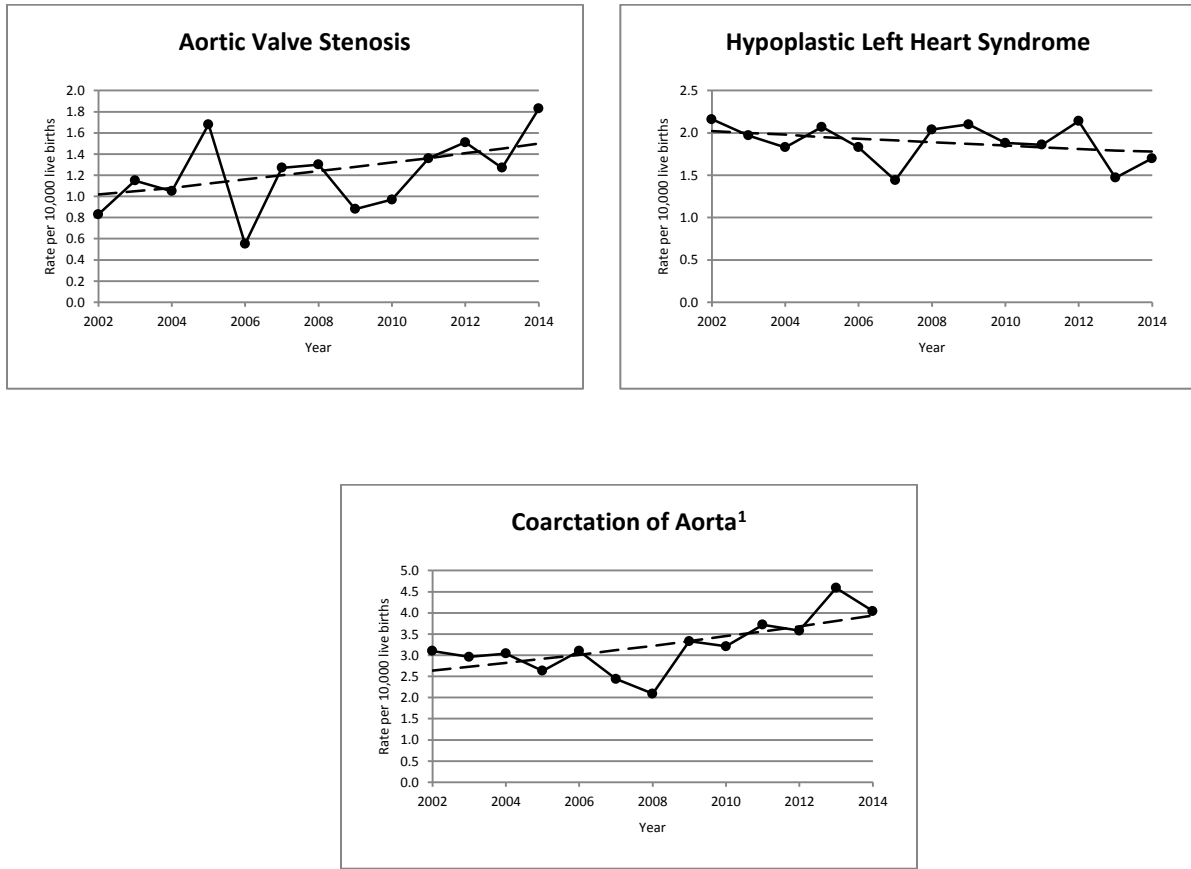 Aortic Valve Stenosis
Rate per 10,000 live births
2.0
1.8
1.6
1.4
1.2
1.0
0.8
0.6
0.4
0.2
0.0
2002 2004 2006 2008 2010 2012 2014
Year
Hypoplastic Left Heart Syndrome
Rate per 10,000 live births
2.5
2.0
1.5
1.0
0.5
0.0
2002 2004 2006 2008 2010 2012 2014
Year
Coarctation of Aorta¹
Rate per 10,000 live births
5.0
4.5
4.0
3.5
3.0
2.5
2.0
1.5
1.0
0.5
0.0
2002 2004 2006 2008 2010 2012 2014
Year